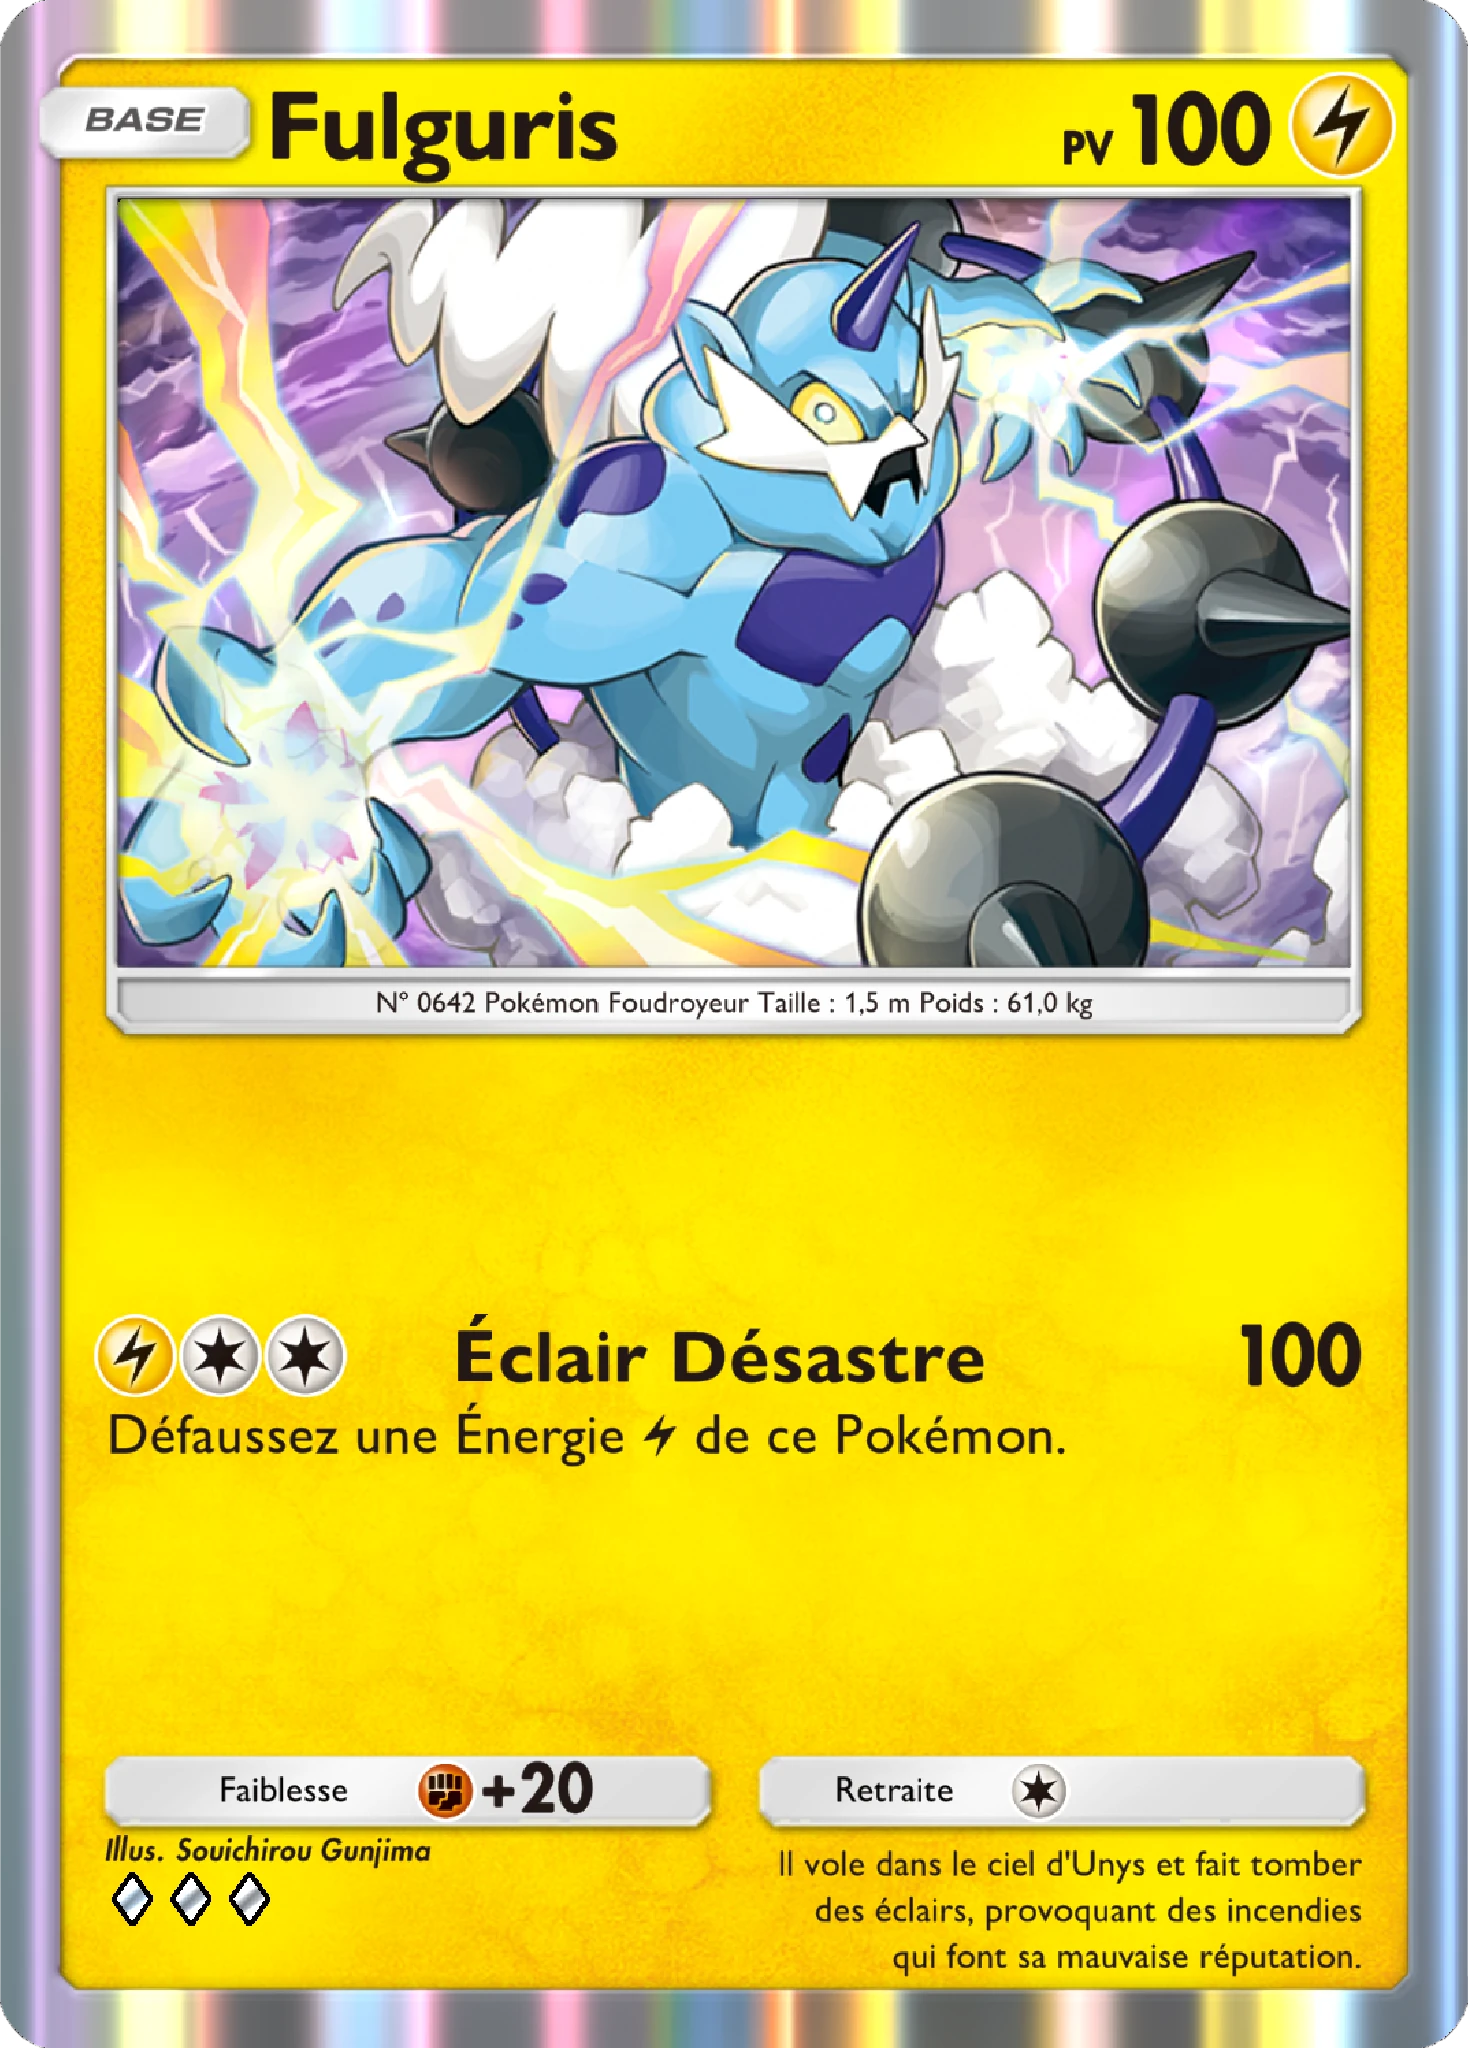 BASE Fulguris PV 100
N° 0642 Pokémon Foudroyeur Taille : 1,5 m Poids : 61,0 kg
Éclair Désastre 100
Défaussez une Énergie de ce Pokémon.
Faiblesse +20 Retraite
Illus. Souichirou Gunjima
Il vole dans le ciel d'Unys et fait tomber
des éclairs, provoquant des incendies
qui font sa mauvaise réputation.